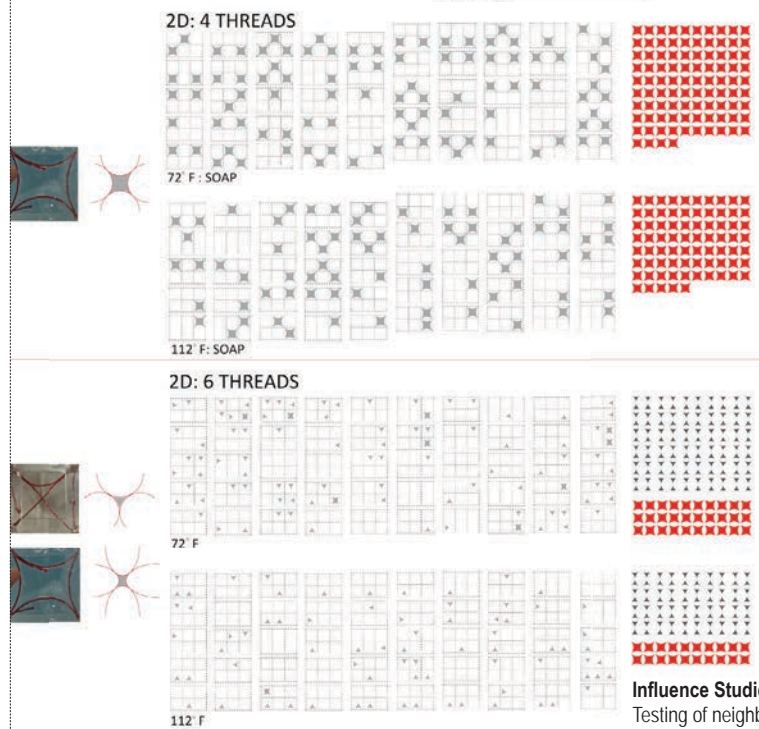 2D: 4 THREADS
72° F : SOAP
112° F: SOAP
2D: 6 THREADS
72° F
112° F
Influence Studi
Testing of neighb